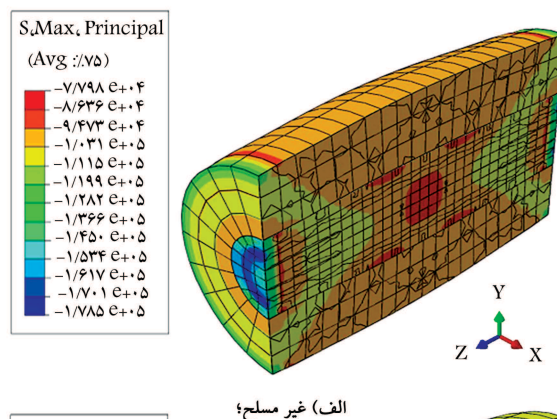 S، Max، Principal
(Avg :٪۷۵)
-۷/۷۹۸ e+۰۴
-۸/۶۳۶ e+۰۴
-۹/۴۷۳ e+۰۴
-۱/۰۳۱ e+۰۵
-۱/۱۱۵ e+۰۵
-۱/۱۹۹ e+۰۵
-۱/۲۸۲ e+۰۵
-۱/۳۶۶ e+۰۵
-۱/۴۵۰ e+۰۵
-۱/۵۳۴ e+۰۵
-۱/۶۱۷ e+۰۵
-۱/۷۰۱ e+۰۵
-۱/۷۸۵ e+۰۵
Y
Z
X
الف) غیر مسلح؛